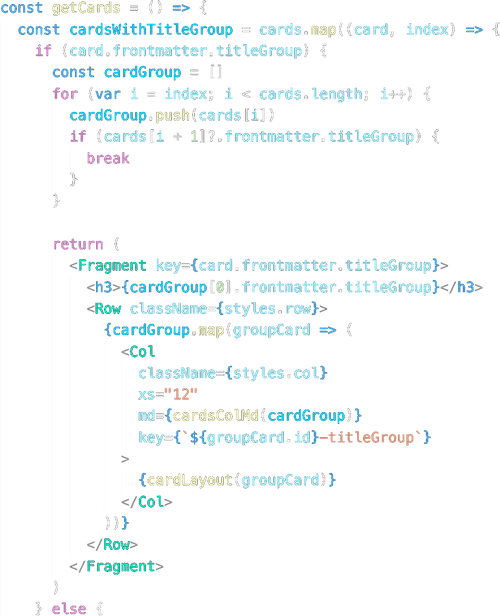 const getCards = () => {
  const cardsWithTitleGroup = cards.map((card, index) => {
    if (card.frontmatter.titleGroup) {
      const cardGroup = []
      for (var i = index; i < cards.length; i++) {
        cardGroup.push(cards[i])
        if (cards[i + 1]?.frontmatter.titleGroup) {
          break
        }
      }

      return (
        <Fragment key={card.frontmatter.titleGroup}>
          <h3>{cardGroup[0].frontmatter.titleGroup}</h3>
          <Row className={styles.row}>
            {cardGroup.map(groupCard => (
              <Col
                className={styles.col}
                xs="12"
                md={cardsColMd(cardGroup)}
                key={`${groupCard.id}-titleGroup`}
              >
                {cardLayout(groupCard)}
              </Col>
            ))}
          </Row>
        </Fragment>
      )
    } else {